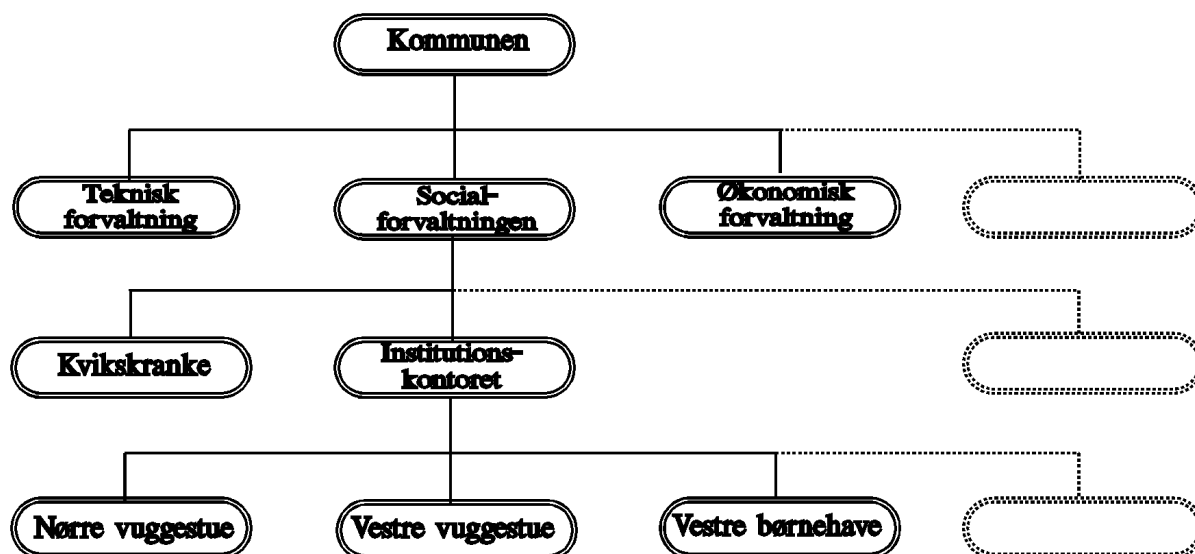 Kommunen
Teknisk
forvaltning
Social-
forvaltningen
Økonomisk
forvaltning
Kvikskranke
Institutions-
kontoret
Nørre vuggestue
Vestre vuggestue
Vestre børnehave